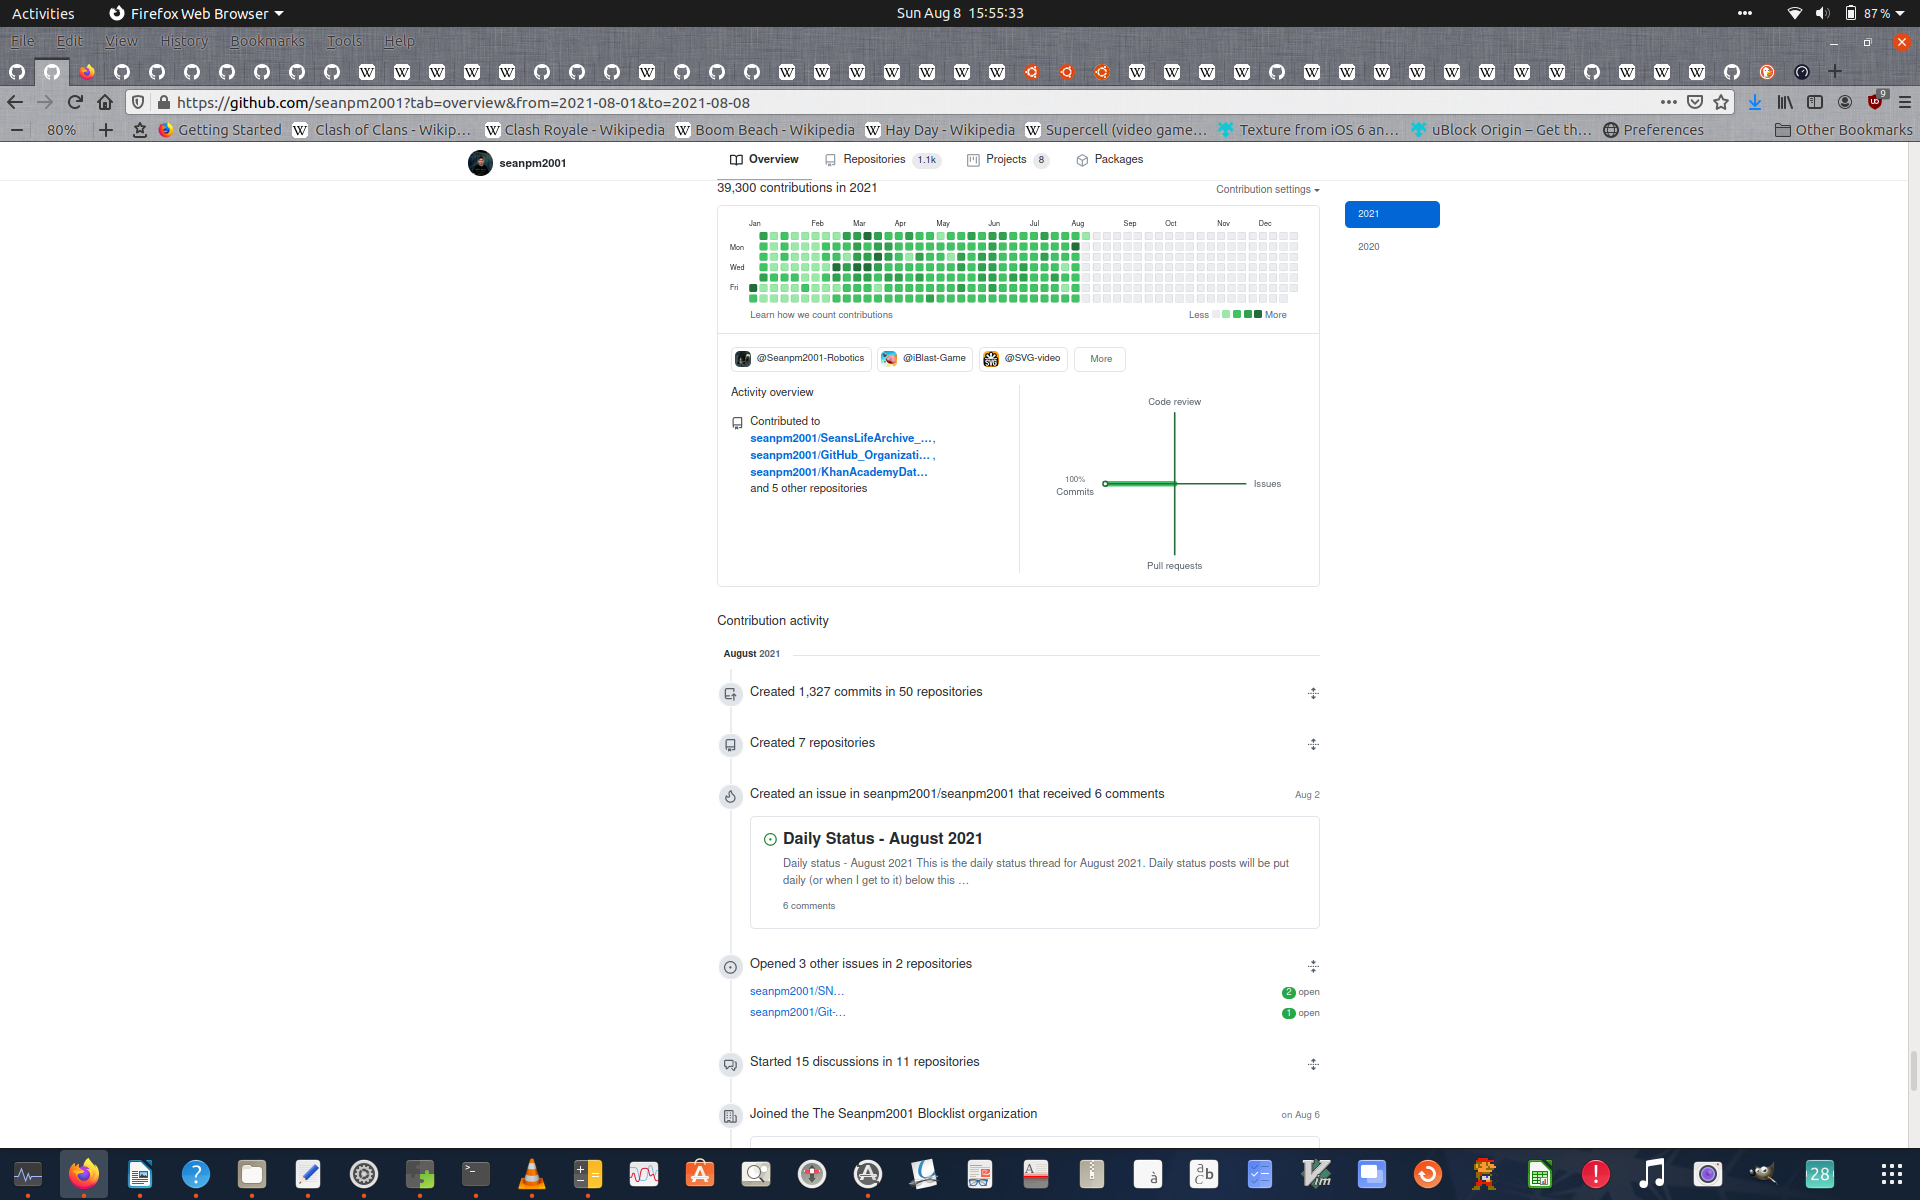 Activities
Firefox Web Browser
Sun Aug 8 15:55:33
87 %
File Edit View History Bookmarks Tools Help
https://github.com/seanpm2001?tab=overview&from=2021-08-01&to=2021-08-08
9
80%
Getting Started
Clash of Clans - Wikip…
Clash Royale - Wikipedia
Boom Beach - Wikipedia
Hay Day - Wikipedia
Supercell (video game…
Texture from iOS 6 an…
uBlock Origin – Get th…
Preferences
Other Bookmarks
seanpm2001
Overview
Repositories 1.1k
Projects 8
Packages
39,300 contributions in 2021
Contribution settings
2021
2020
Jan Feb Mar Apr May Jun Jul Aug Sep Oct Nov Dec
Mon
Wed
Fri
Learn how we count contributions
Less More
@Seanpm2001-Robotics
@iBlast-Game
@SVG-video
More
Activity overview
Contributed to
seanpm2001/SeansLifeArchive_…,
seanpm2001/GitHub_Organizati… ,
seanpm2001/KhanAcademyDat…
and 5 other repositories
Code review
100%
Commits
Issues
Pull requests
Contribution activity
August 2021
Created 1,327 commits in 50 repositories
Created 7 repositories
Created an issue in seanpm2001/seanpm2001 that received 6 comments
Aug 2
Daily Status - August 2021
Daily status - August 2021 This is the daily status thread for August 2021. Daily status posts will be put
daily (or when I get to it) below this …
6 comments
Opened 3 other issues in 2 repositories
seanpm2001/SN…
2 open
seanpm2001/Git-…
1 open
Started 15 discussions in 11 repositories
Joined the The Seanpm2001 Blocklist organization
on Aug 6
28